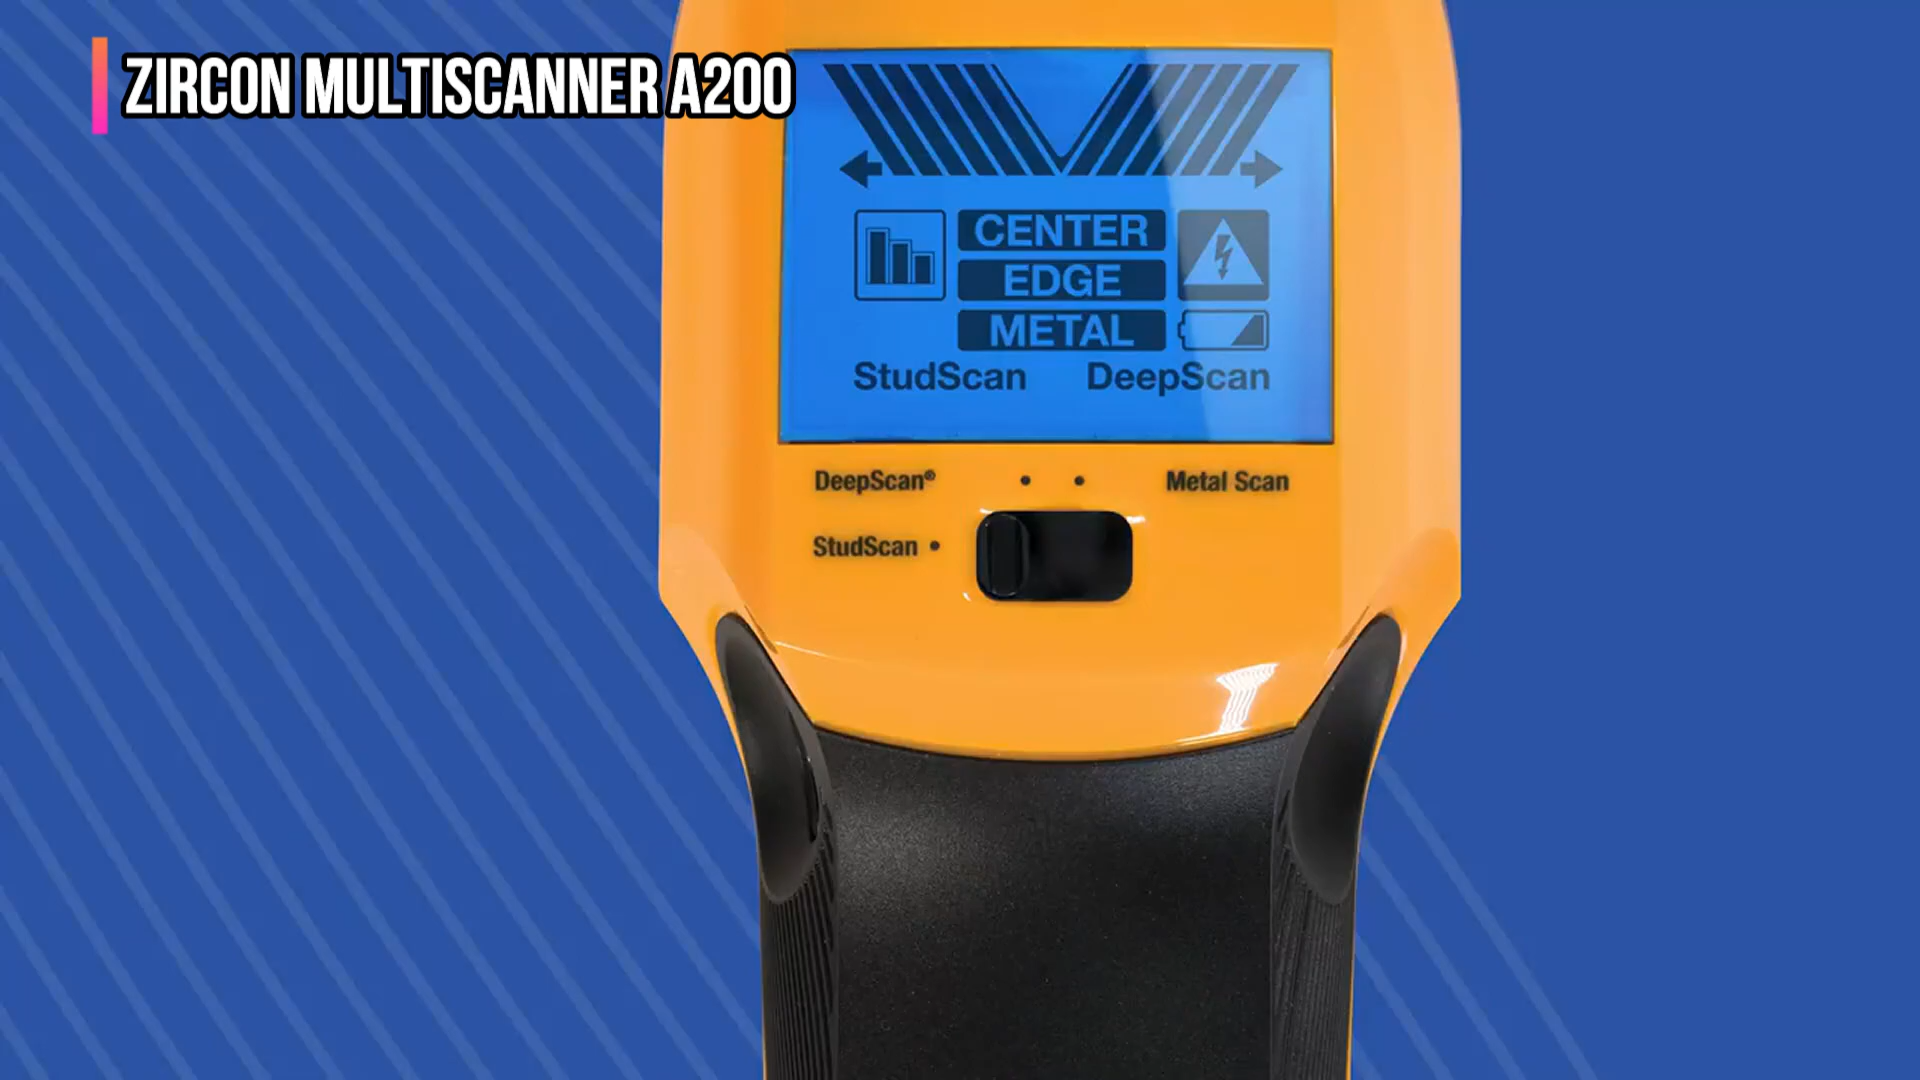 ZIRCON MULTISCANNER A200
CENTER
EDGE
METAL
StudScan DeepScan
DeepScan® Metal Scan
StudScan